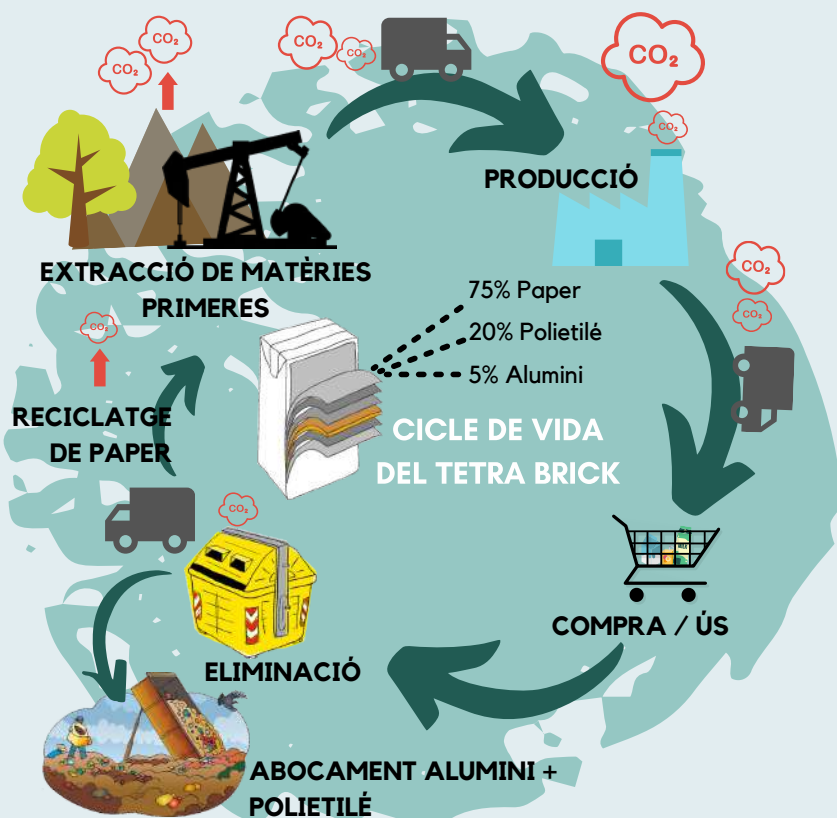 CO₂
CO₂
CO₂
CO₂
CO₂
CO₂
PRODUCCIÓ
EXTRACCIÓ DE MATÈRIES
PRIMERES
CO₂
CO₂
75% Paper
20% Polietilé
5% Alumini
CO₂
RECICLATGE
DE PAPER
CICLE DE VIDA
DEL TETRA BRICK
CO₂
COMPRA / ÚS
ELIMINACIÓ
ABOCAMENT ALUMINI +
POLIETILÉ